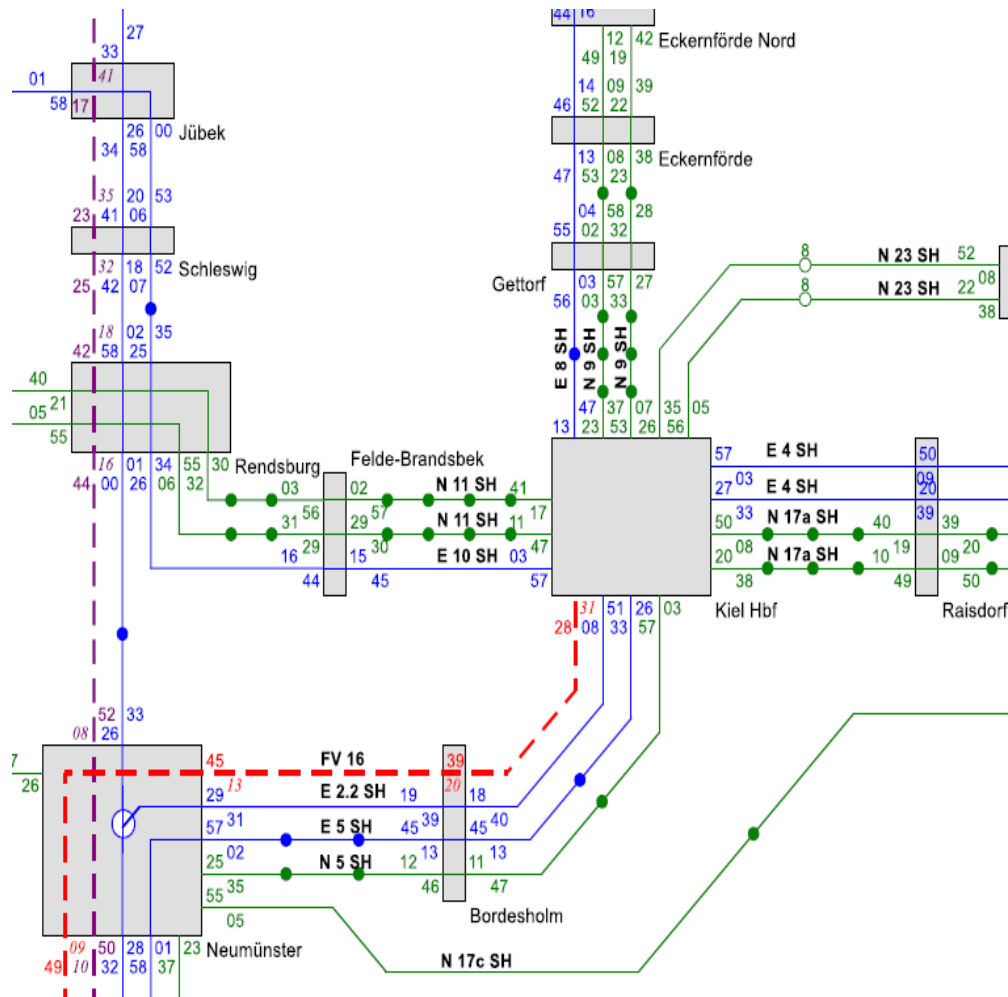 44 16
27
12 42 Eckernförde Nord
33
49 19
41
01
14 09 39
58 17
46 52 22
26 00 Jübek
34 58
13 08 38 Eckernförde
47 53 23
35 20 53
04 58 28
23 41 06
55 02 32
8 N 23 SH 52
32 18 52 Schleswig
08
25 42 07
Gettorf 03 57 27
8 N 23 SH 22
56 03 33
38
18 02 35
42 58 25
E 8 SH
N 9 SH
N 9 SH
40
21
05
55
47 37 07 35 05
13 23 53 26 56
16 01 34 55 30 Rendsburg
44 00 26 06 32
Felde-Brandsbek
57 E 4 SH 50
03 09
27 E 4 SH 20
33 39
03 02 N 11 SH 41
56 57 17
31 29 N 11 SH 11
29 30 47
16 15 E 10 SH 03
44 45 57
50 N 17a SH 40 39
08 19 20
20 N 17a SH 10 09
38 49 50
Kiel Hbf
Raisdorf
31 51 26 03
28 08 33 57
52 33
08 26
7
26
45 FV 16 39
13 20
29 E 2.2 SH 19 18
31 39 40
57 E 5 SH 45 45
02 13 13
25 N 5 SH 12 11
35 46 47
55
05
Bordesholm
09 50 28 01 23 Neumünster
49 10 32 58 37
N 17c SH